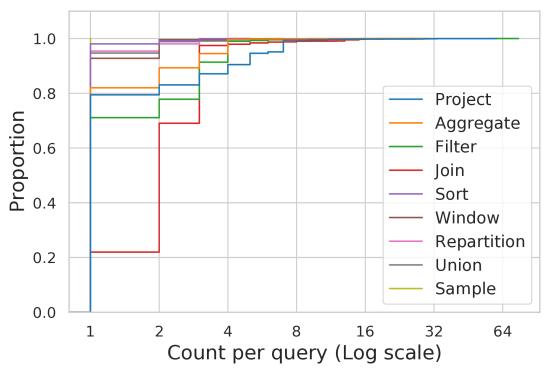 1.0
0.8
0.6
0.4
0.2
0.0
Proportion
Project
Aggregate
Filter
Join
Sort
Window
Repartition
Union
Sample
1 2 4 8 16 32 64
Count per query (Log scale)